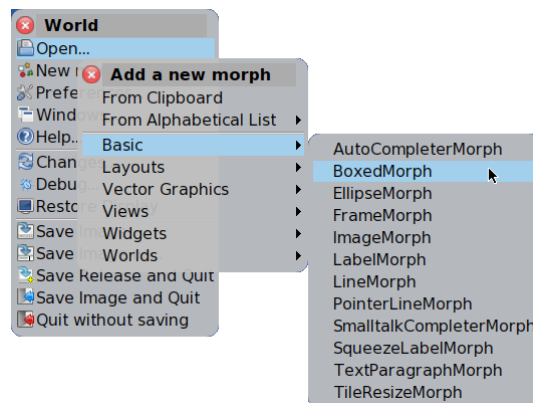 World
Open...
New
Prefe
Wind
Help..
Chan
Debu
Resto
Save
Save
Save Release and Quit
Save Image and Quit
Quit without saving
Add a new morph
From Clipboard
From Alphabetical List
Basic
Layouts
Vector Graphics
Views
Widgets
Worlds
AutoCompleterMorph
BoxedMorph
EllipseMorph
FrameMorph
ImageMorph
LabelMorph
LineMorph
PointerLineMorph
SmalltalkCompleterMorph
SqueezeLabelMorph
TextParagraphMorph
TileResizeMorph